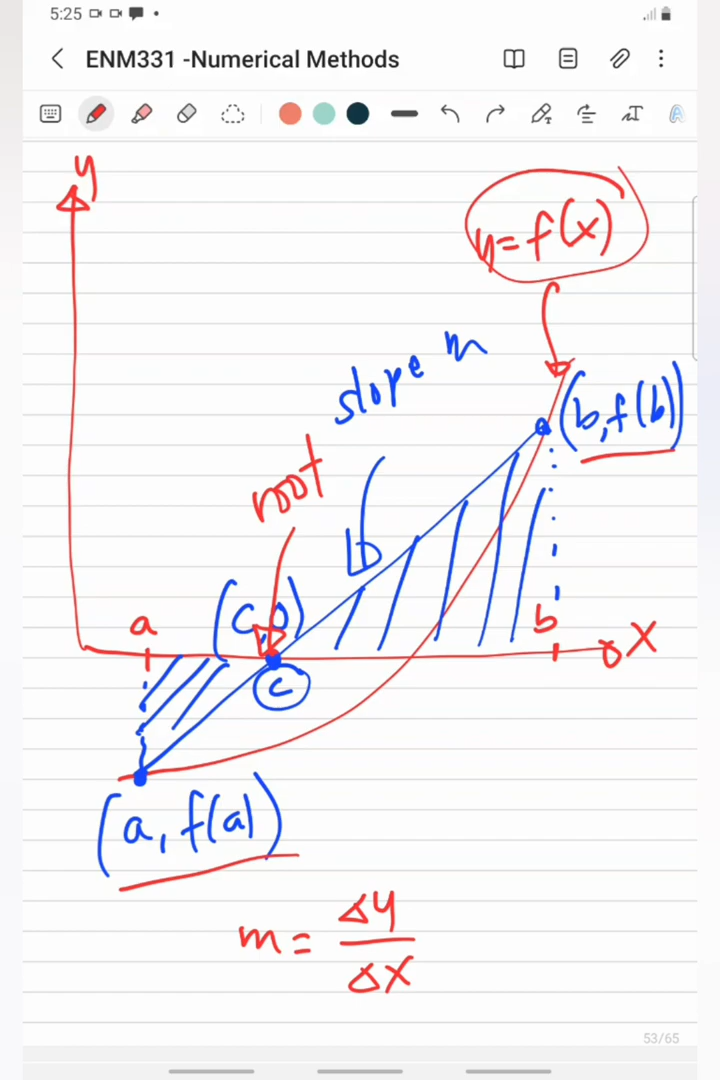 5:25
ENM331 -Numerical Methods
y
y=f(x)
slope m
(b,f(b))
root
a
(c,0)
b
X
c
(a, f(a))
m = Δy
Δx
53/65